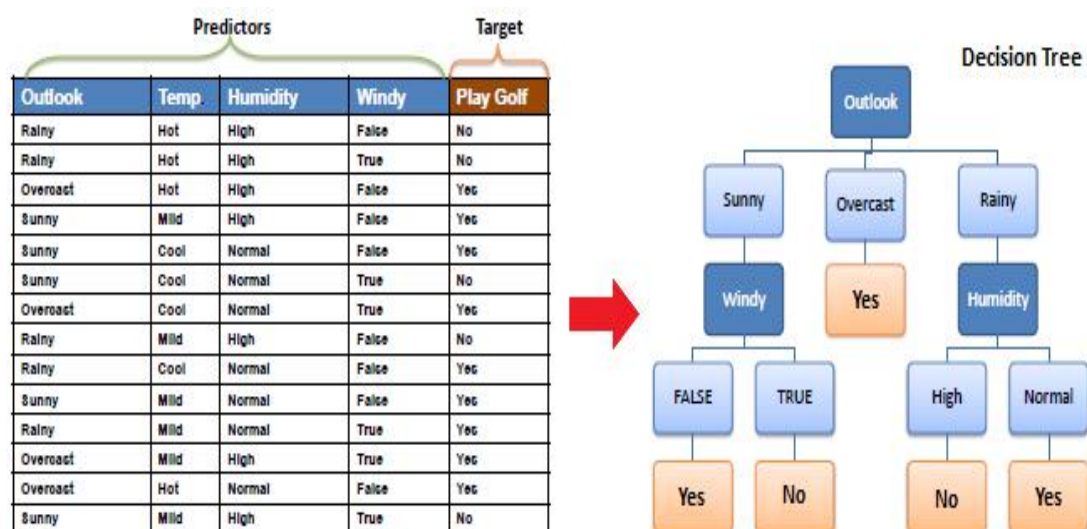 Predictors Target
Outlook Temp. Humidity Windy Play Golf
Rainy Hot High False No
Rainy Hot High True No
Overcast Hot High False Yes
Sunny Mild High False Yes
Sunny Cool Normal False Yes
Sunny Cool Normal True No
Overcast Cool Normal True Yes
Rainy Mild High False No
Rainy Cool Normal False Yes
Sunny Mild Normal False Yes
Rainy Mild Normal True Yes
Overcast Mild High True Yes
Overcast Hot Normal False Yes
Sunny Mild High True No
Decision Tree
Outlook
Sunny Overcast Rainy
Windy Yes Humidity
FALSE TRUE High Normal
Yes No No Yes